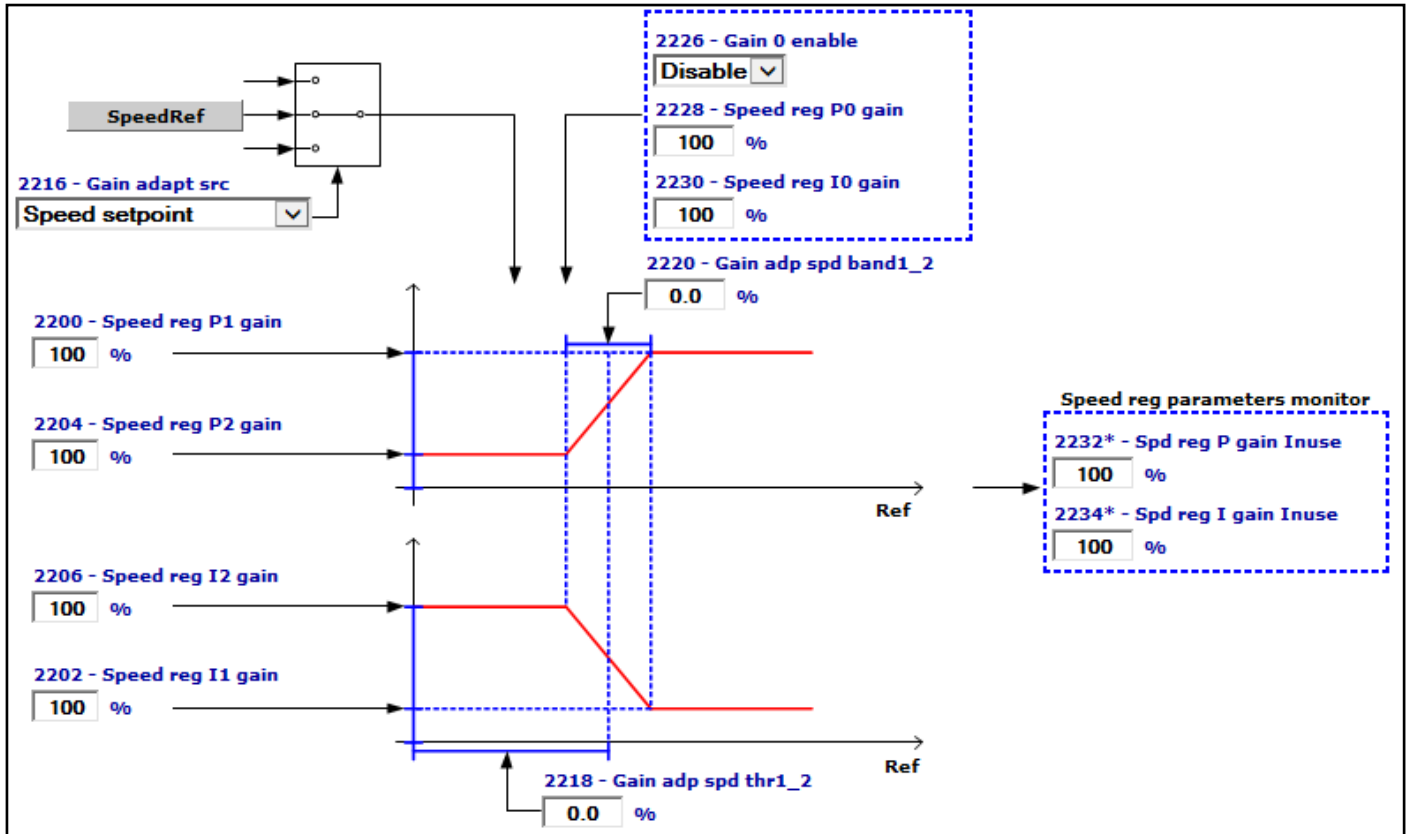 2226 - Gain 0 enable
Disable
SpeedRef
2228 - Speed reg P0 gain
100 %
2216 - Gain adapt src
Speed setpoint
2230 - Speed reg I0 gain
100 %
2220 - Gain adp spd band1_2
0.0 %
2200 - Speed reg P1 gain
100 %
2204 - Speed reg P2 gain
100 %
Ref
Speed reg parameters monitor
2232* - Spd reg P gain Inuse
100 %
2234* - Spd reg I gain Inuse
100 %
2206 - Speed reg I2 gain
100 %
2202 - Speed reg I1 gain
100 %
Ref
2218 - Gain adp spd thr1_2
0.0 %